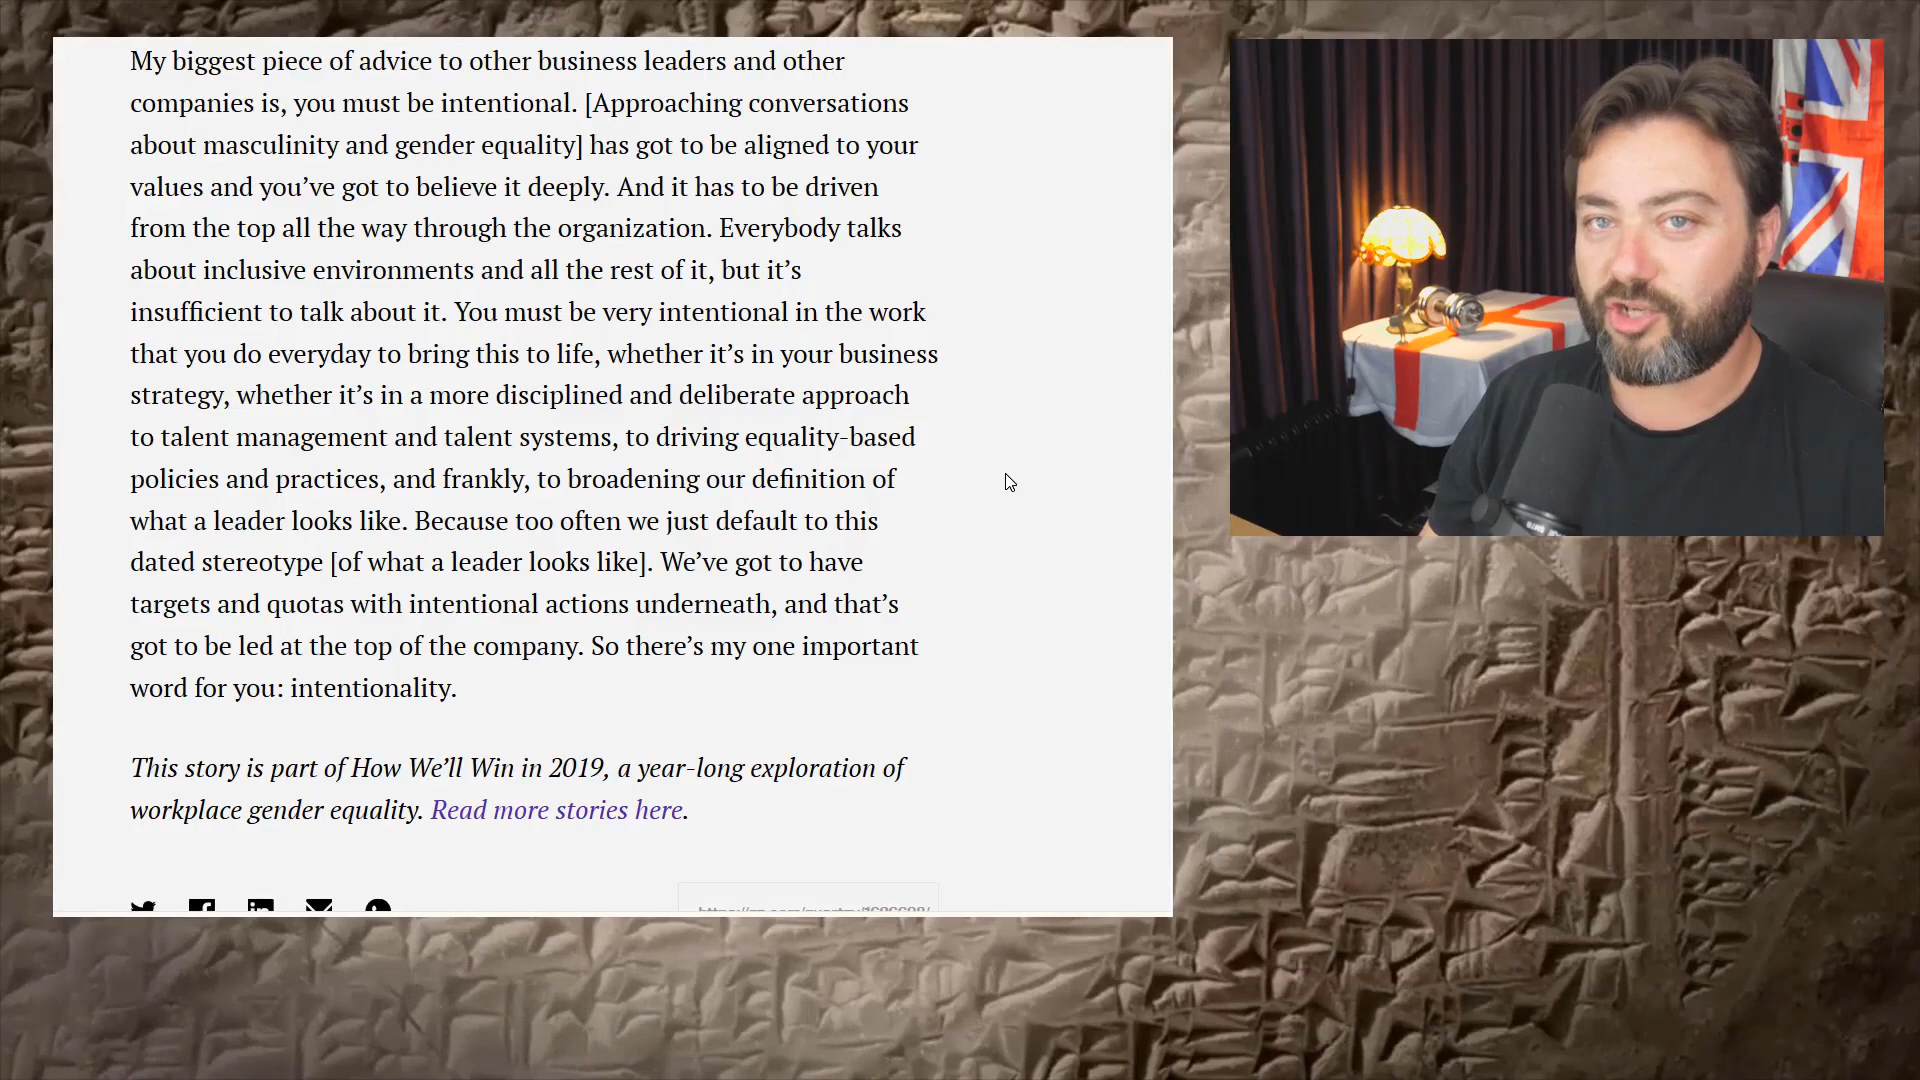 My biggest piece of advice to other business leaders and other
companies is, you must be intentional. [Approaching conversations
about masculinity and gender equality] has got to be aligned to your
values and you’ve got to believe it deeply. And it has to be driven
from the top all the way through the organization. Everybody talks
about inclusive environments and all the rest of it, but it’s
insufficient to talk about it. You must be very intentional in the work
that you do everyday to bring this to life, whether it’s in your business
strategy, whether it’s in a more disciplined and deliberate approach
to talent management and talent systems, to driving equality-based
policies and practices, and frankly, to broadening our definition of
what a leader looks like. Because too often we just default to this
dated stereotype [of what a leader looks like]. We’ve got to have
targets and quotas with intentional actions underneath, and that’s
got to be led at the top of the company. So there’s my one important
word for you: intentionality.
This story is part of How We’ll Win in 2019, a year-long exploration of
workplace gender equality. Read more stories here.